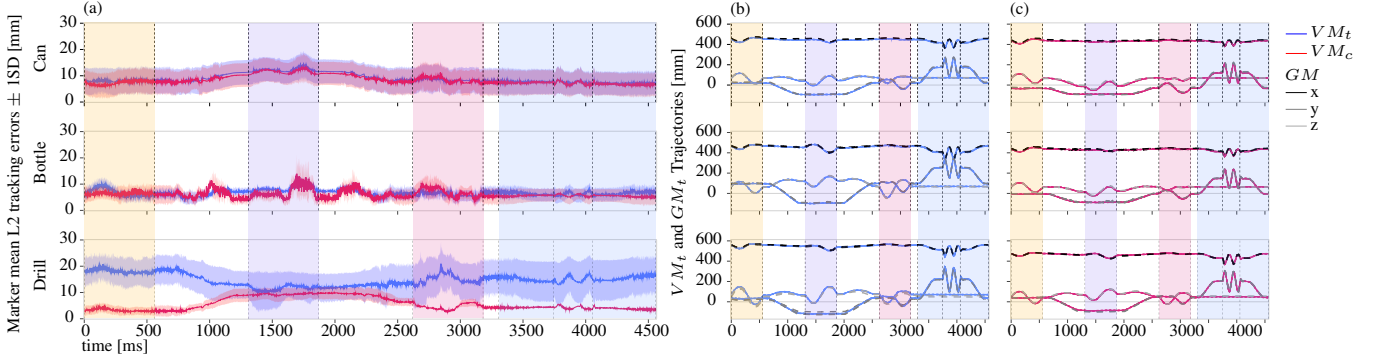 (a)
(b)
(c)
Marker mean L2 tracking errors ± 1SD [mm]
Can
30
20
10
0
Bottle
30
20
10
0
Drill
30
20
10
0
0 500 1000 1500 2000 2500 3000 3500 4000 4500
time [ms]
VM_t and GM_t Trajectories [mm]
600
400
200
0
600
400
200
0
600
400
200
0
0 1000 2000 3000 4000
0 1000 2000 3000 4000
VM_t
VM_c
GM
x
y
z